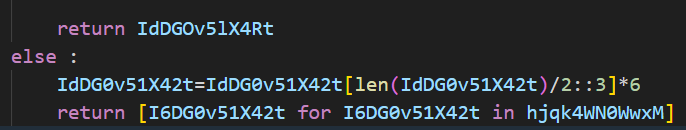 return IdDGOv5lX4Rt
else :
IdDG0v51X42t=IdDG0v51X42t[len(IdDG0v51X42t)/2::3]*6
return [I6DG0v51X42t for I6DG0v51X42t in hjqk4WN0WwxM]